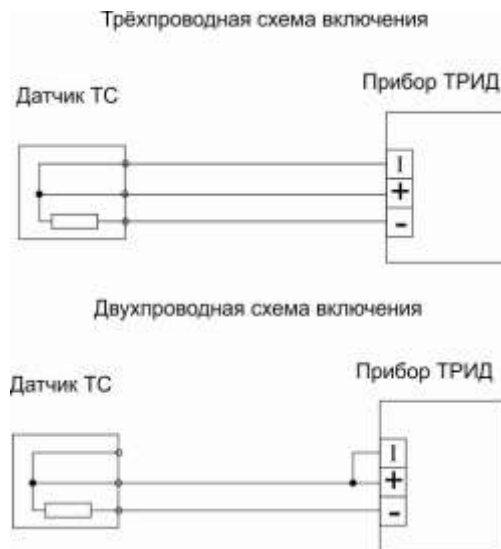 Трёхпроводная схема включения
Прибор ТРИД
Датчик ТС
I
+
-
Двухпроводная схема включения
Прибор ТРИД
Датчик ТС
I
+
-